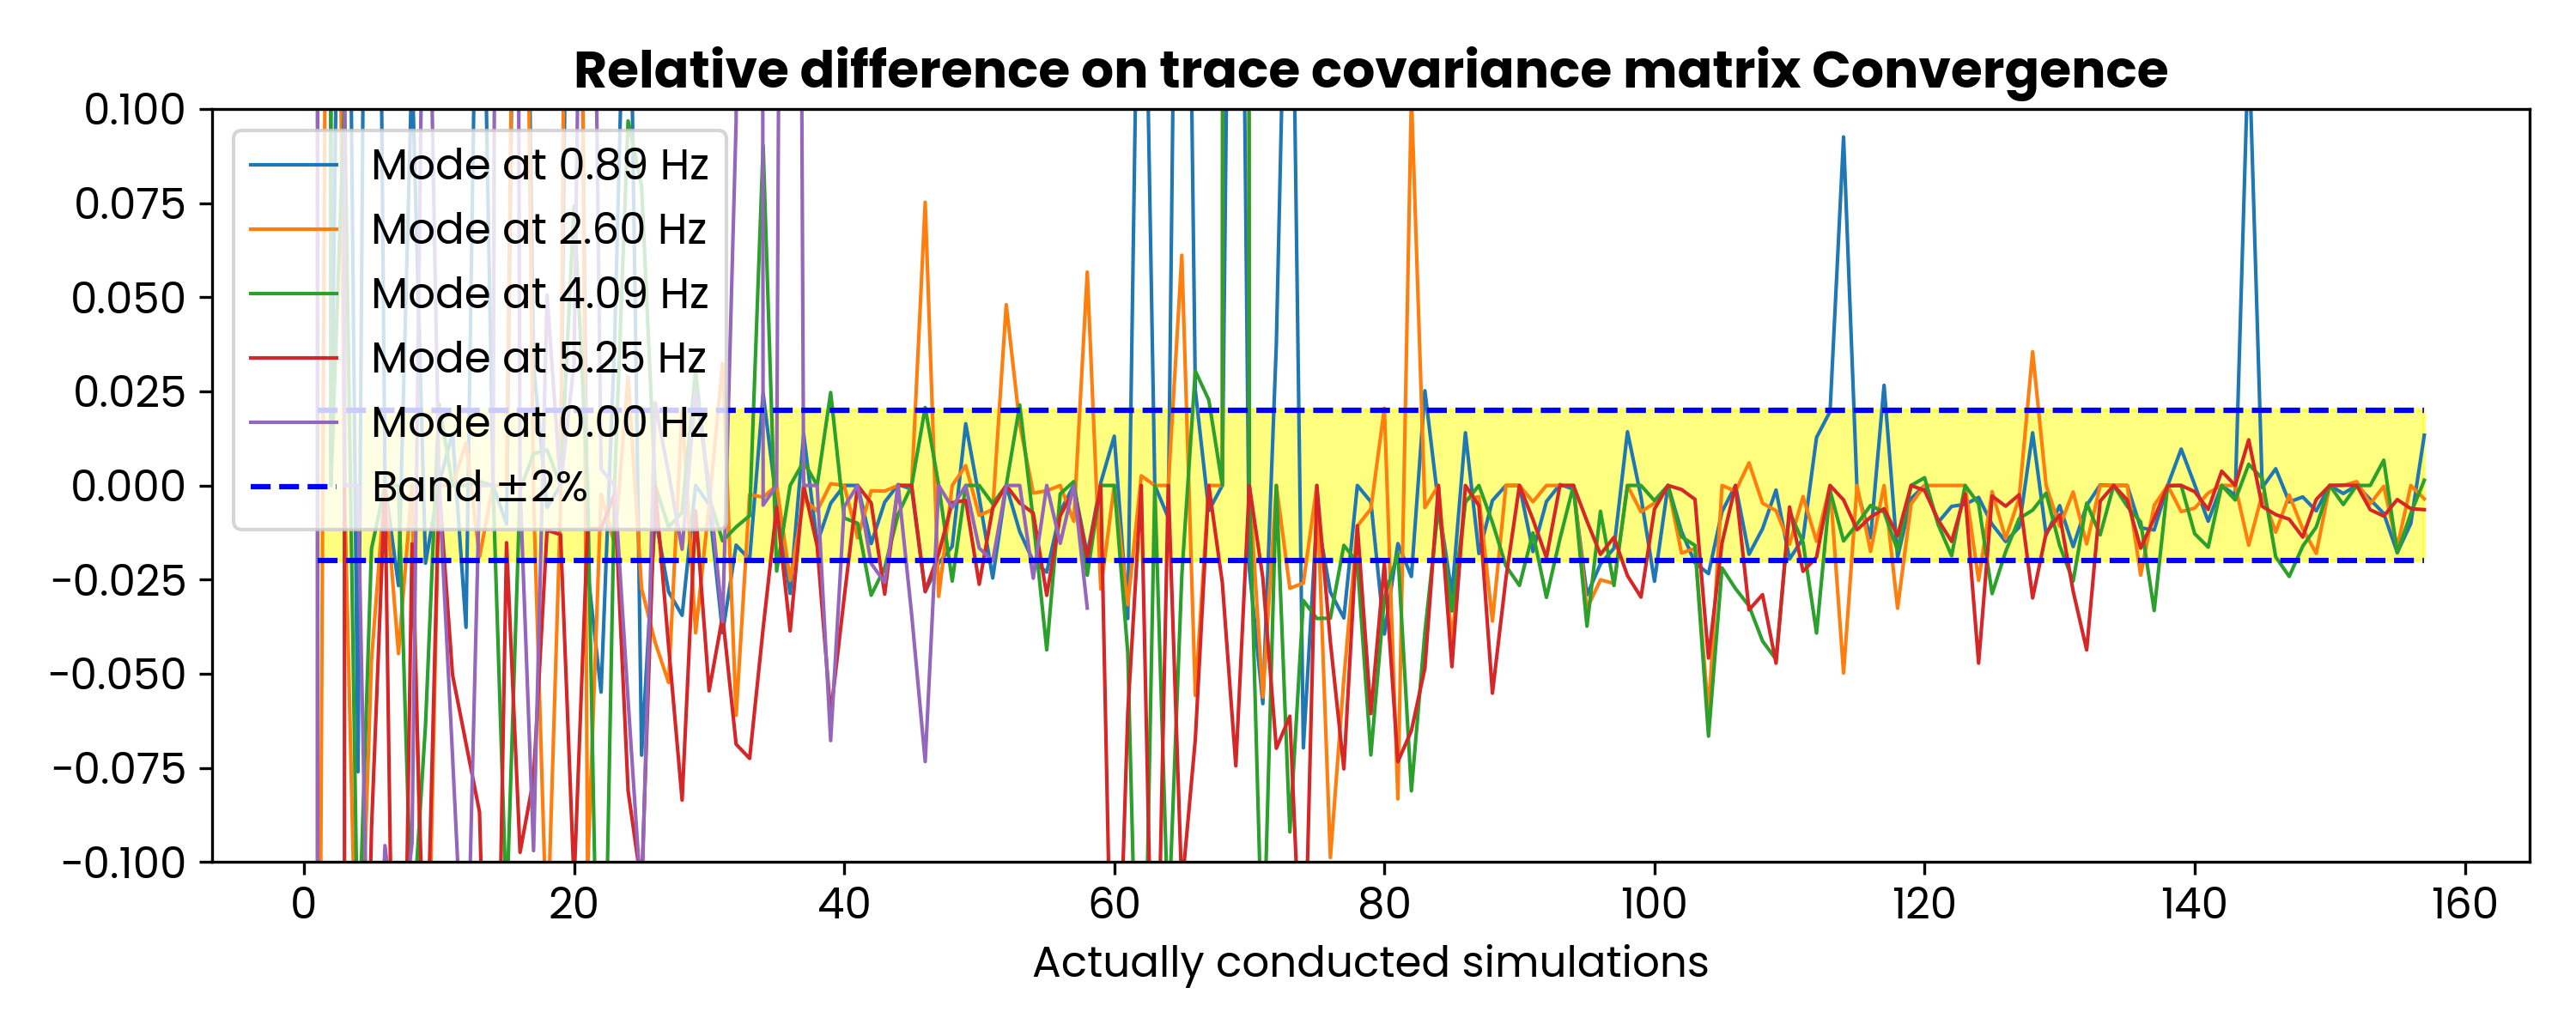 Relative difference on trace covariance matrix Convergence
0.100
0.075
0.050
0.025
0.000
−0.025
−0.050
−0.075
−0.100
Mode at 0.89 Hz
Mode at 2.60 Hz
Mode at 4.09 Hz
Mode at 5.25 Hz
Mode at 0.00 Hz
Band ±2%
0 20 40 60 80 100 120 140 160
Actually conducted simulations